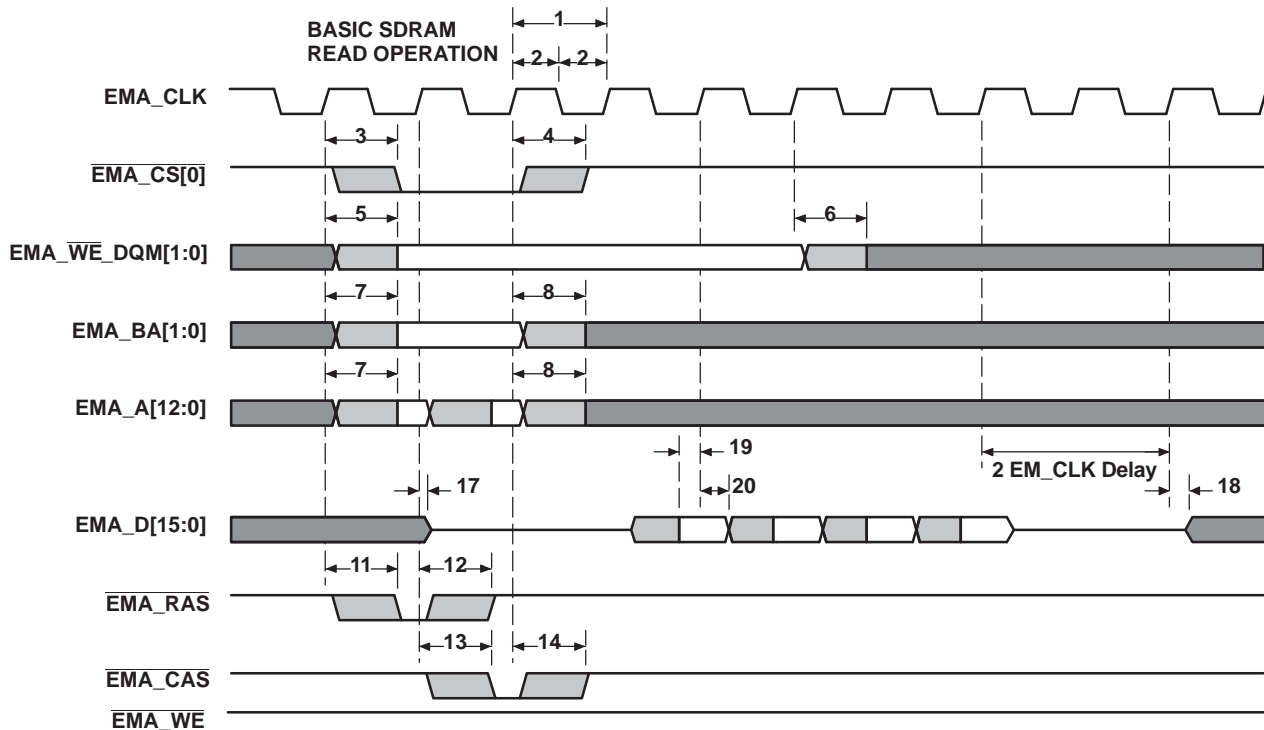 BASIC SDRAM
READ OPERATION
1
2 2
EMA_CLK
3 4
EMA_CS[0]
5 6
EMA_WE_DQM[1:0]
7 8
EMA_BA[1:0]
7 8
EMA_A[12:0]
19
2 EM_CLK Delay
17 20 18
EMA_D[15:0]
11 12
EMA_RAS
13 14
EMA_CAS
EMA_WE